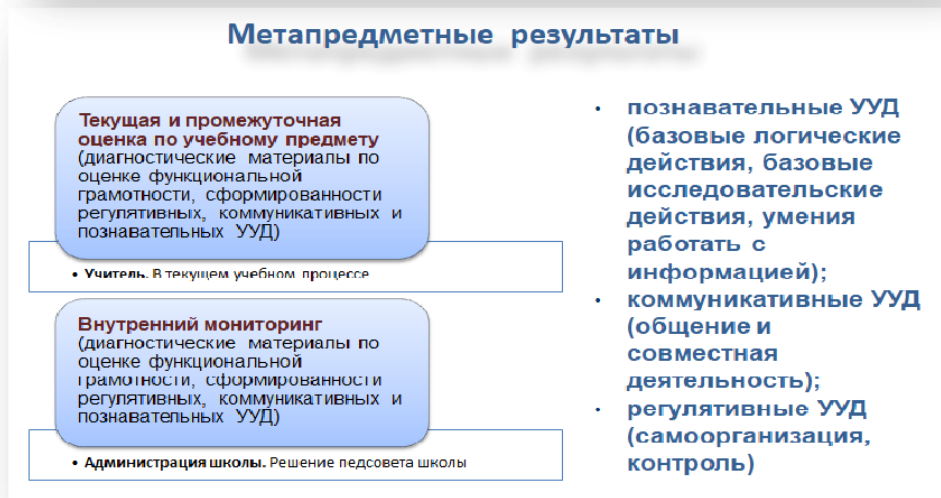 Метапредметные результаты
Текущая и промежуточная
оценка по учебному предмету
(диагностические материалы по
оценке функциональной
грамотности, сформированности
регулятивных, коммуникативных и
познавательных УУД)
• Учитель. В текущем учебном процессе
Внутренний мониторинг
(диагностические материалы по
оценке функциональной
грамотности, сформированности
регулятивных, коммуникативных и
познавательных УУД)
• Администрация школы. Решение педсовета школы
• познавательные УУД
(базовые логические
действия, базовые
исследовательские
действия, умения
работать с
информацией);
• коммуникативные УУД
(общение и
совместная
деятельность);
• регулятивные УУД
(самоорганизация,
контроль)